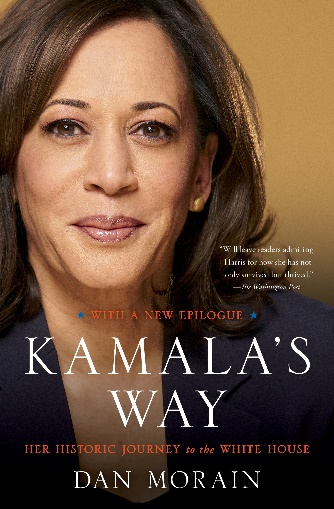 "Will leave readers admiring
Harris for how she has not
only survived but thrived."
—The Washington Post
★ WITH A NEW EPILOGUE ★
KAMALA'S
WAY
HER HISTORIC JOURNEY to the WHITE HOUSE
DAN MORAIN